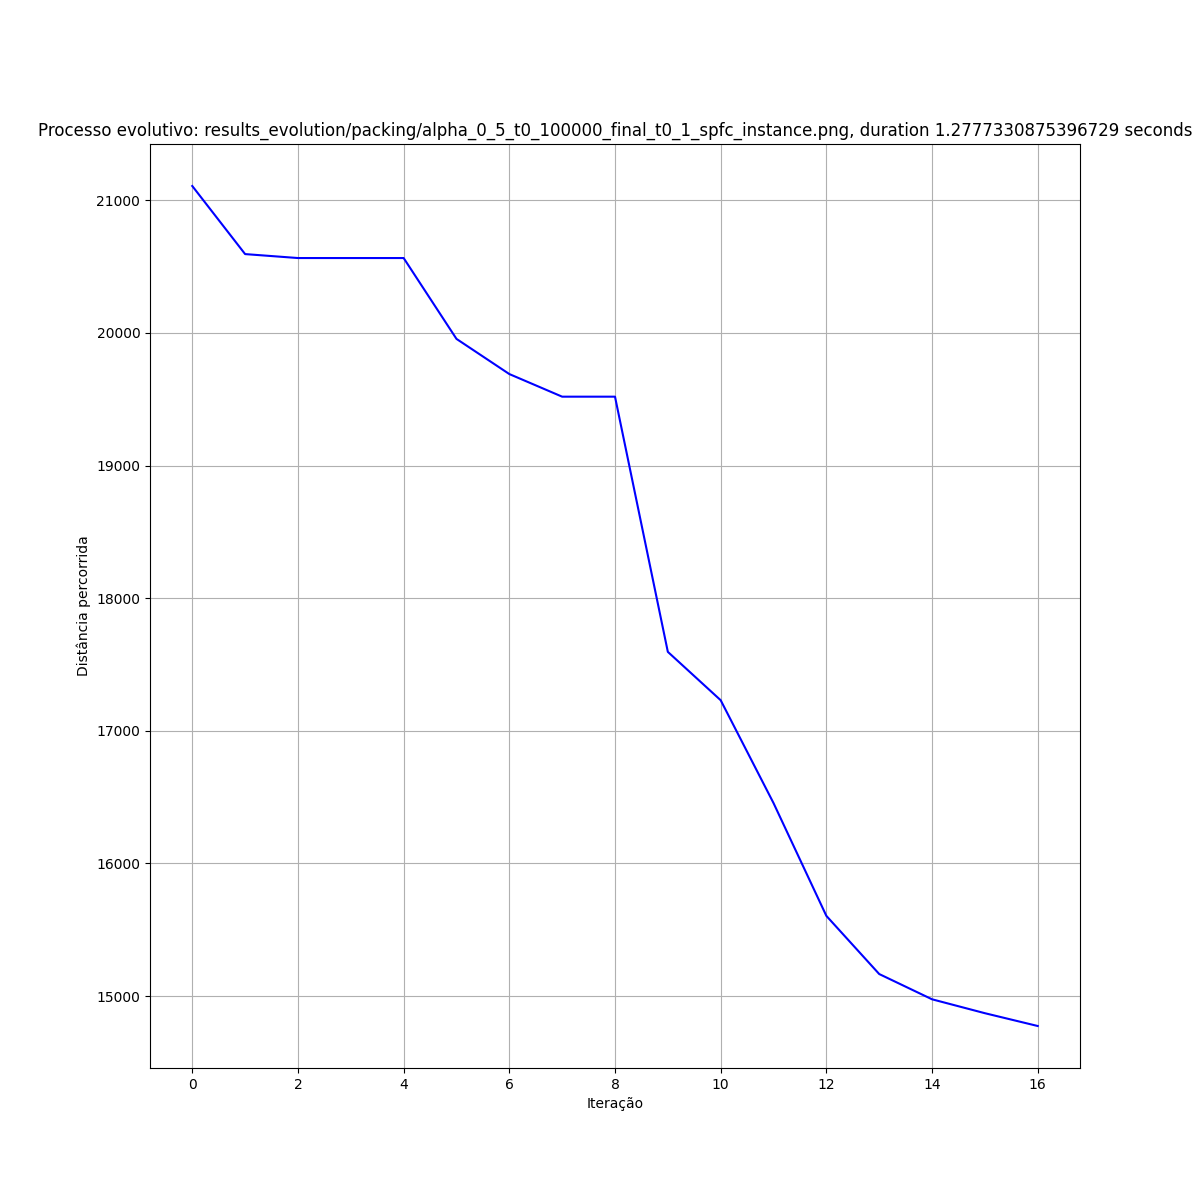 Processo evolutivo: results_evolution/packing/alpha_0_5_t0_100000_final_t0_1_spfc_instance.png, duration 1.2777330875396729 seconds
21000
20000
19000
18000
17000
16000
15000
Distância percorrida
0 2 4 6 8 10 12 14 16
Iteração